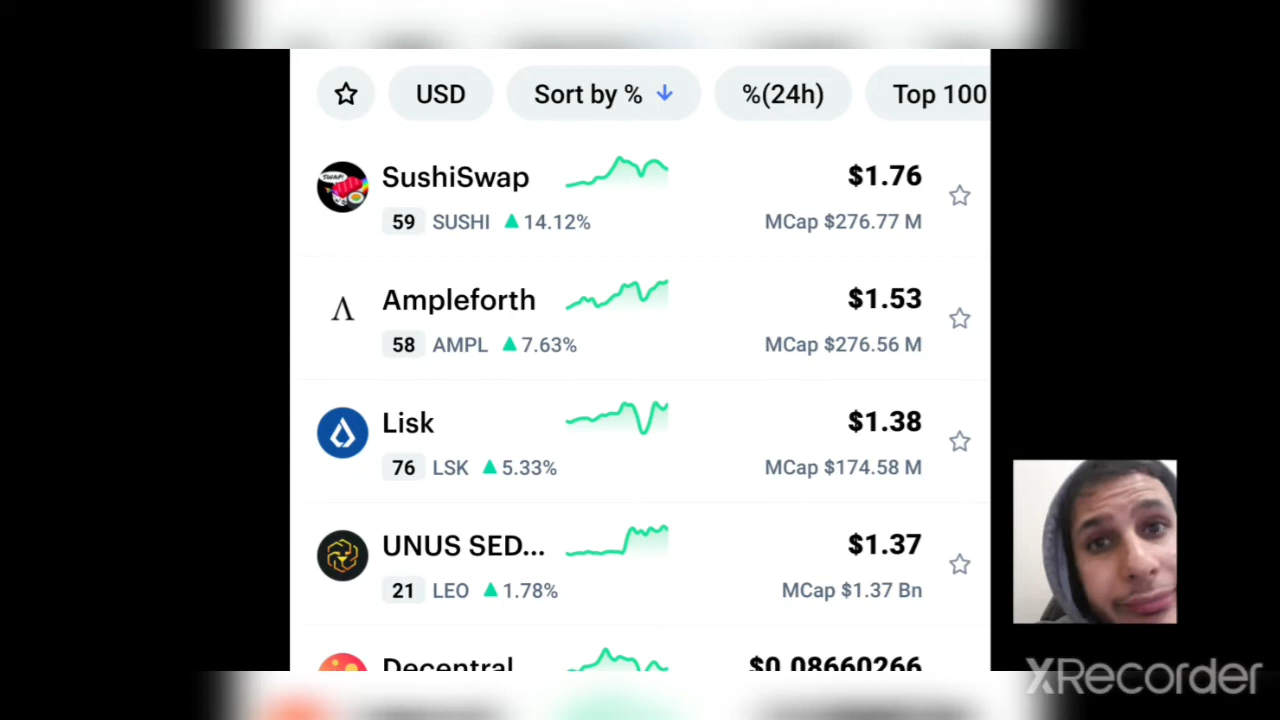 USD Sort by % %(24h) Top 100
SWAP!
SushiSwap $1.76
59 SUSHI 14.12% MCap $276.77 M
Ampleforth $1.53
58 AMPL 7.63% MCap $276.56 M
Lisk $1.38
76 LSK 5.33% MCap $174.58 M
UNUS SED... $1.37
21 LEO 1.78% MCap $1.37 Bn
Decentral $0.08660266
XRecorder